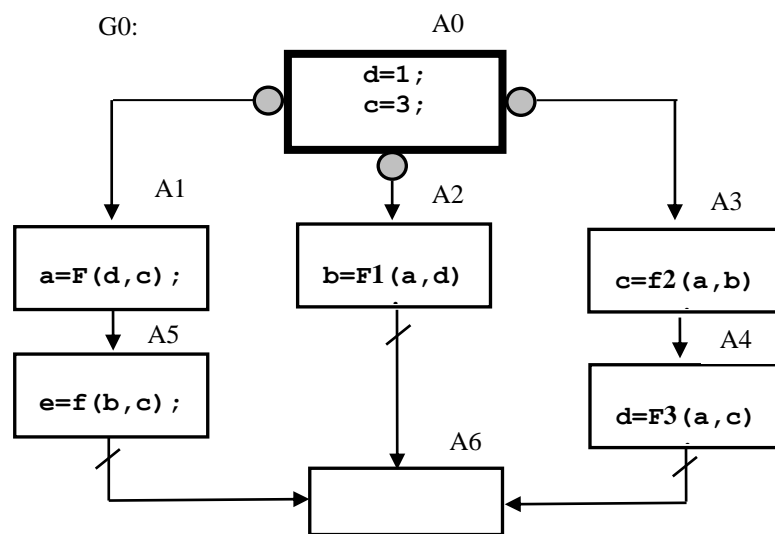 G0:
A0
d=1;
c=3;
A1
A2
A3
a=F(d,c);
b=F1(a,d)
c=f2(a,b)
A5
A4
e=f(b,c);
d=F3(a,c)
A6